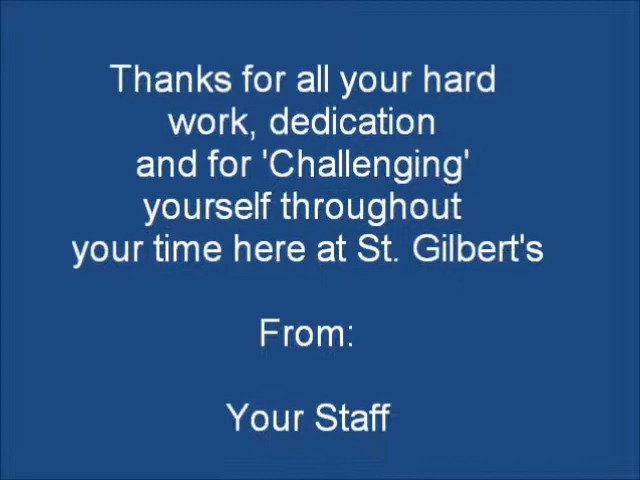 Thanks for all your hard
work, dedication
and for 'Challenging'
yourself throughout
your time here at St. Gilbert's
From:
Your Staff